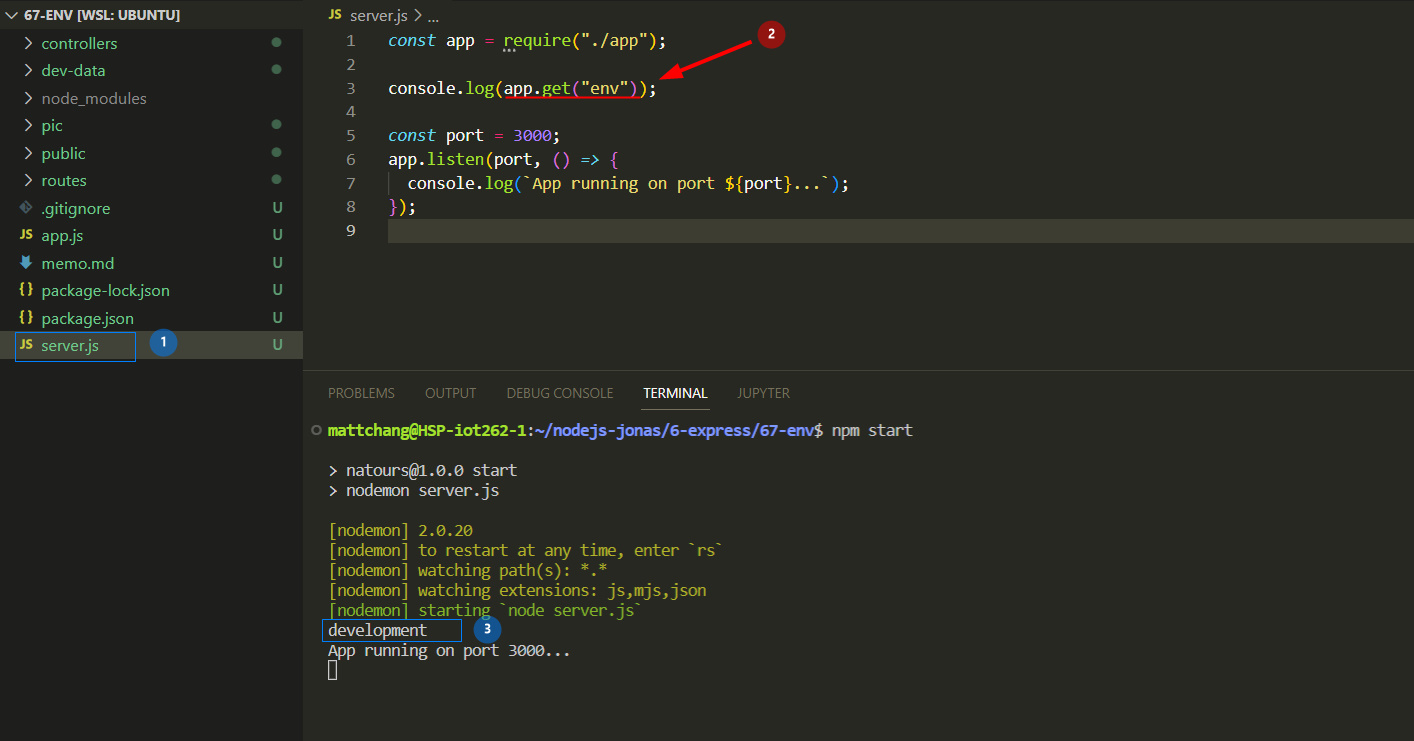 67-ENV [WSL: UBUNTU]
controllers
dev-data
node_modules
pic
public
routes
.gitignore U
JS app.js U
memo.md U
{} package-lock.json U
{} package.json U
JS server.js 1 U
JS server.js > ...
1 const app = require("./app");
2
2
3 console.log(app.get("env"));
4
5 const port = 3000;
6 app.listen(port, () => {
7 console.log(`App running on port ${port}...`);
8 });
9
PROBLEMS OUTPUT DEBUG CONSOLE TERMINAL JUPYTER
mattchang@HSP-iot262-1:~/nodejs-jonas/6-express/67-env$ npm start
> natours@1.0.0 start
> nodemon server.js
[nodemon] 2.0.20
[nodemon] to restart at any time, enter `rs`
[nodemon] watching path(s): *.*
[nodemon] watching extensions: js,mjs,json
[nodemon] starting `node server.js`
development 3
App running on port 3000...